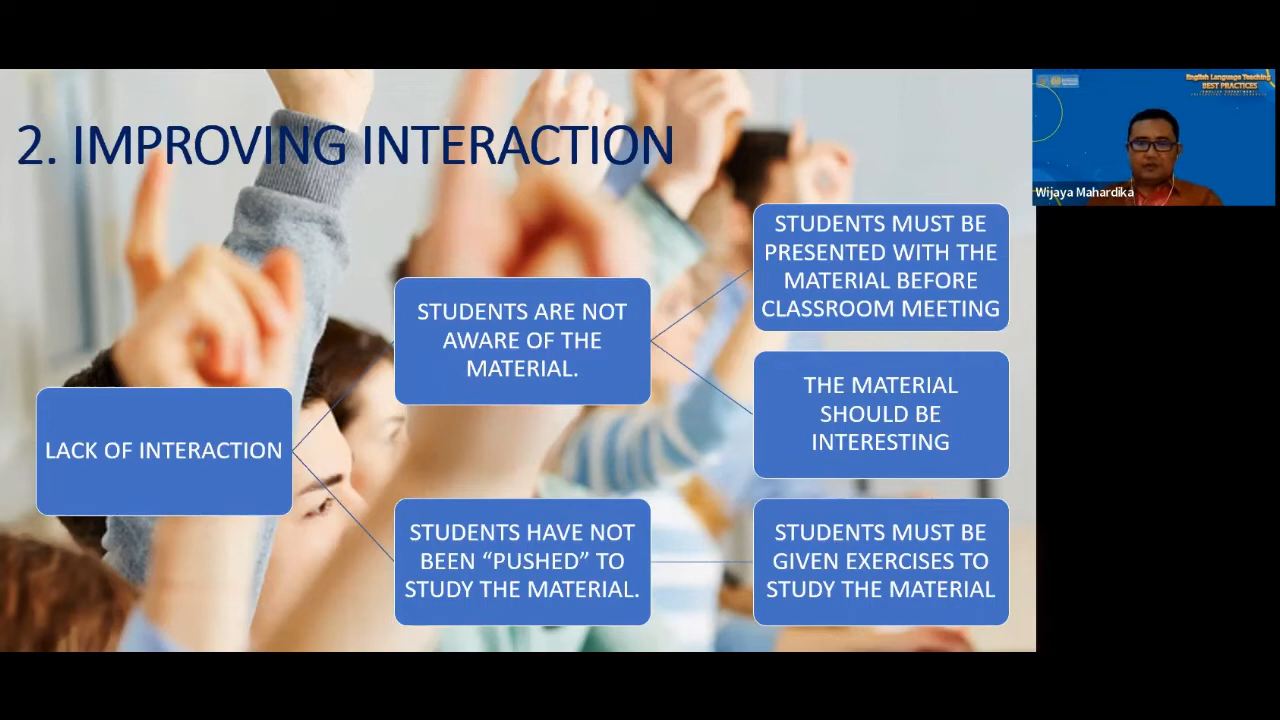 2. IMPROVING INTERACTION
LACK OF INTERACTION
STUDENTS ARE NOT
AWARE OF THE
MATERIAL.
STUDENTS HAVE NOT
BEEN “PUSHED” TO
STUDY THE MATERIAL.
STUDENTS MUST BE
PRESENTED WITH THE
MATERIAL BEFORE
CLASSROOM MEETING
THE MATERIAL
SHOULD BE
INTERESTING
STUDENTS MUST BE
GIVEN EXERCISES TO
STUDY THE MATERIAL
English Language Teaching
BEST PRACTICES
Wijaya Mahardika